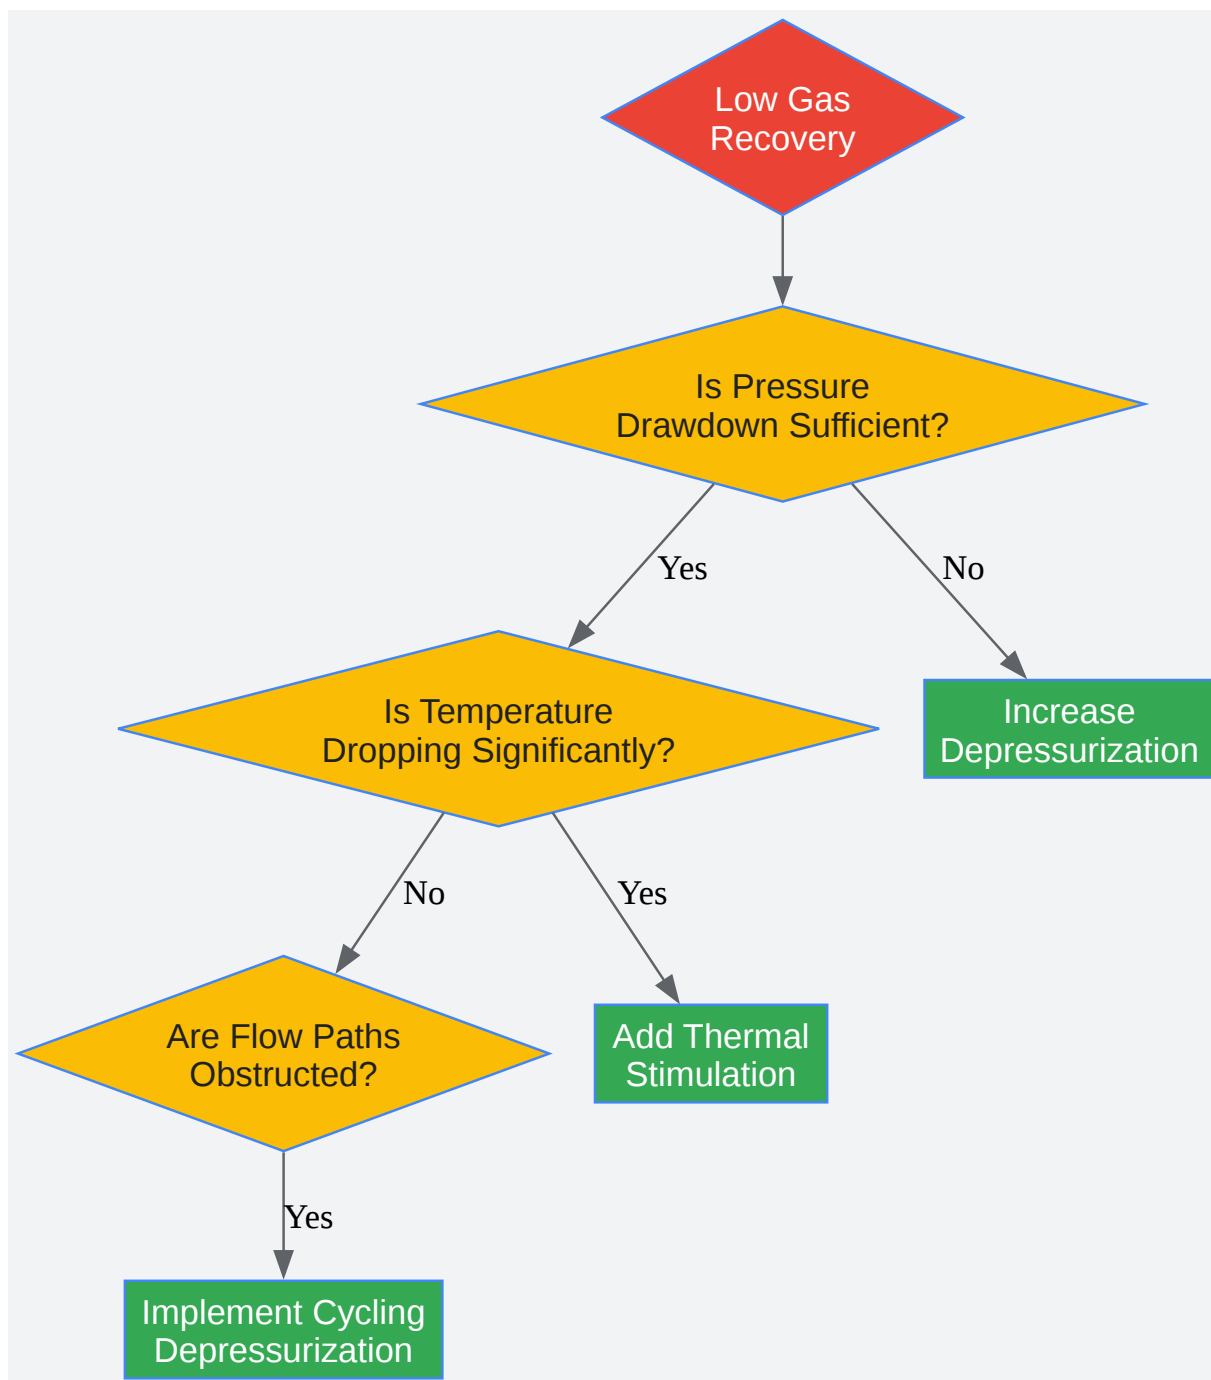 Low Gas
Recovery
Is Pressure
Drawdown Sufficient?
Yes
No
Is Temperature
Dropping Significantly?
Increase
Depressurization
No
Yes
Are Flow Paths
Obstructed?
Add Thermal
Stimulation
Yes
Implement Cycling
Depressurization